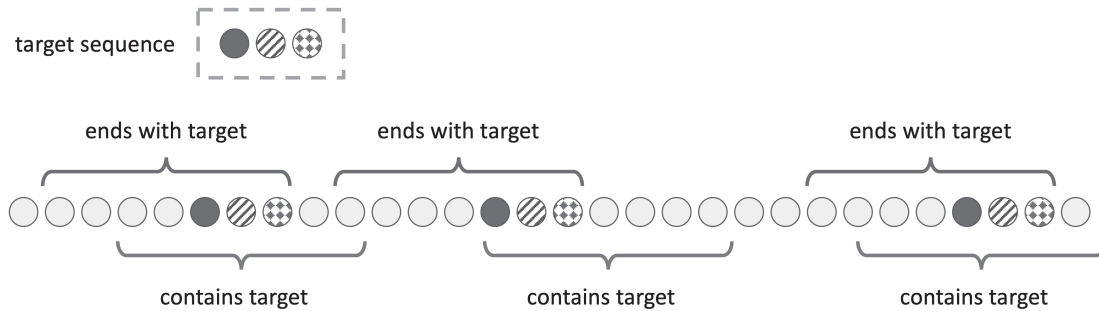 target sequence
ends with target
ends with target
ends with target
contains target
contains target
contains target